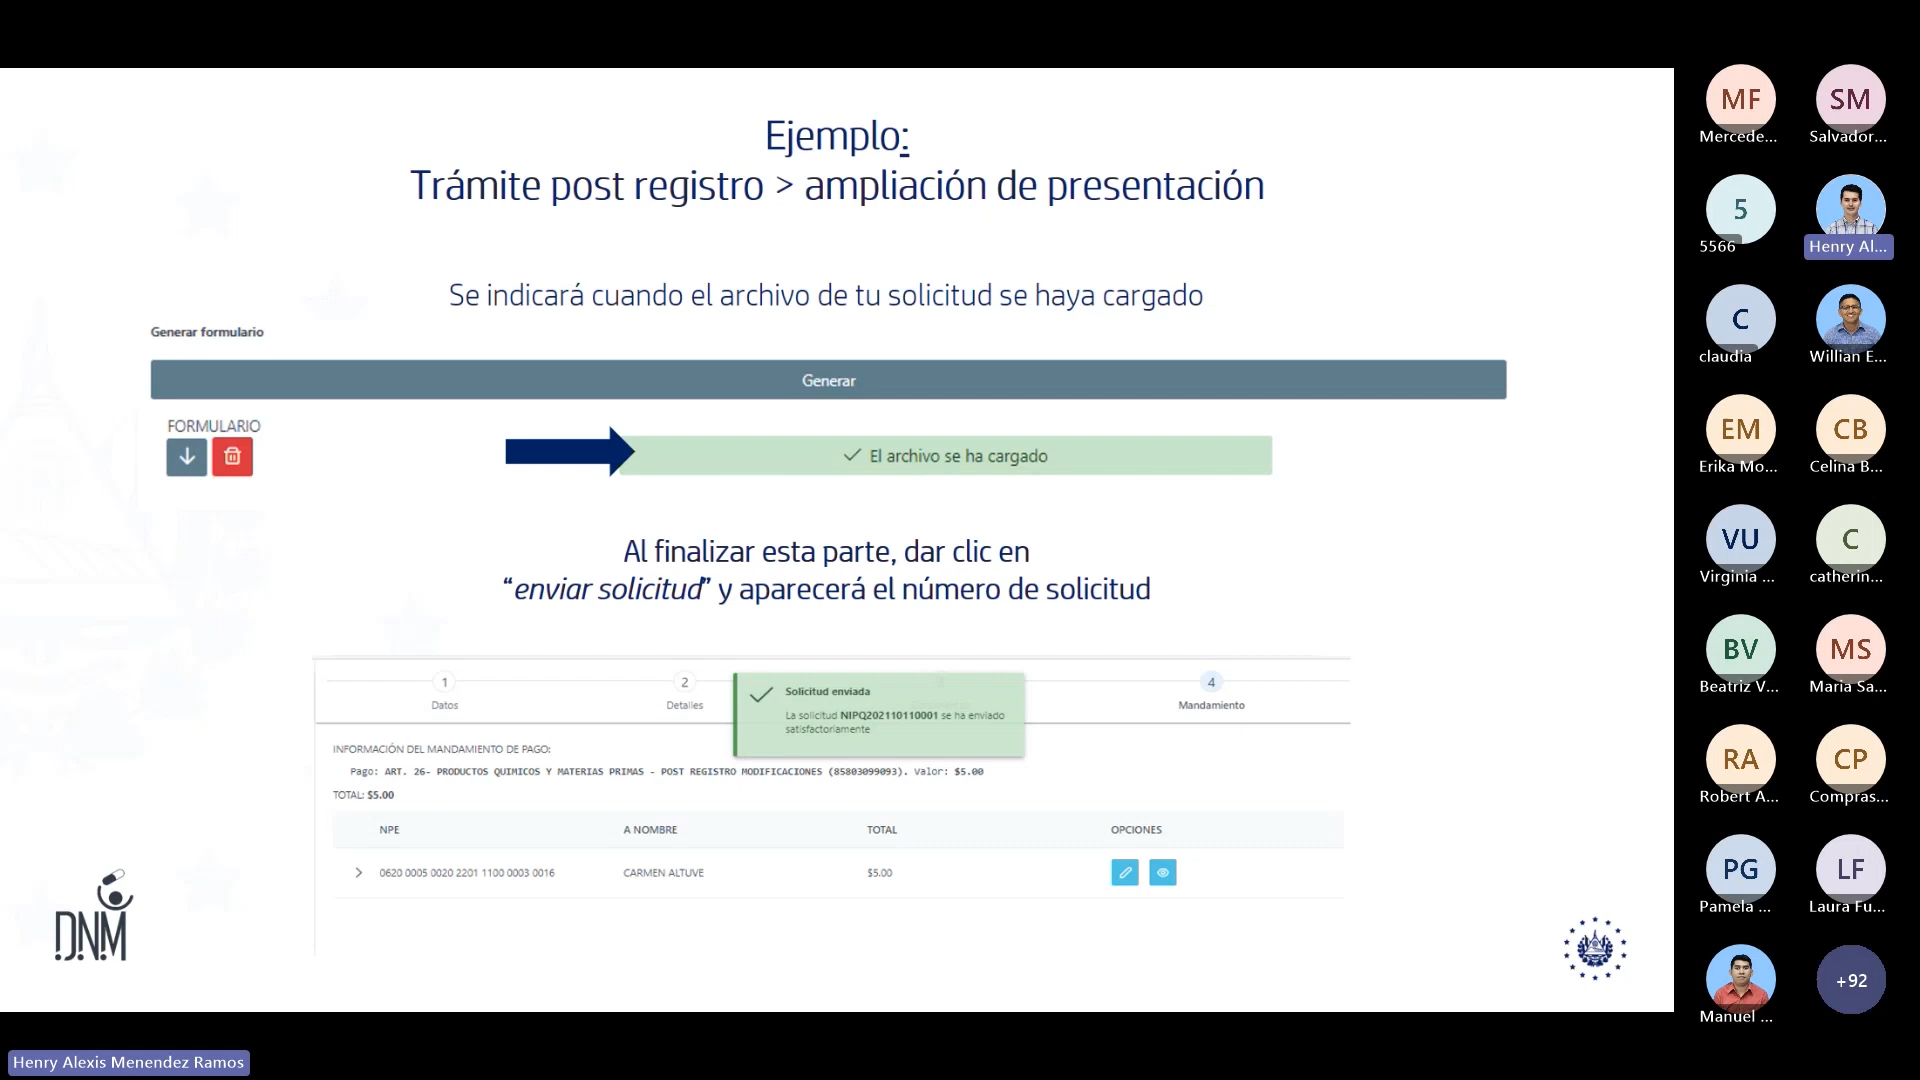 Ejemplo:
Trámite post registro > ampliación de presentación
Se indicará cuando el archivo de tu solicitud se haya cargado
Generar formulario
Generar
FORMULARIO
El archivo se ha cargado
Al finalizar esta parte, dar clic en
“enviar solicitud” y aparecerá el número de solicitud
1
2
4
Datos
Detalles
Mandamiento
Solicitud enviada
La solicitud NIPQ202110110001 se ha enviado
satisfactoriamente
INFORMACIÓN DEL MANDAMIENTO DE PAGO:
Pago: ART. 26- PRODUCTOS QUIMICOS Y MATERIAS PRIMAS - POST REGISTRO MODIFICACIONES (85803099093). Valor: $5.00
TOTAL: $5.00
NPE A NOMBRE TOTAL OPCIONES
0620 0005 0020 2201 1100 0003 0016 CARMEN ALTUVE $5.00
DNM
MF SM
Mercede... Salvador...
5
5566 Henry Al...
C
claudia Willian E...
EM CB
Erika Mo... Celina B...
VU C
Virginia ... catherin...
BV MS
Beatriz V... Maria Sa...
RA CP
Robert A... Compras...
PG LF
Pamela ... Laura Fu...
+92
Manuel ...
Henry Alexis Menendez Ramos